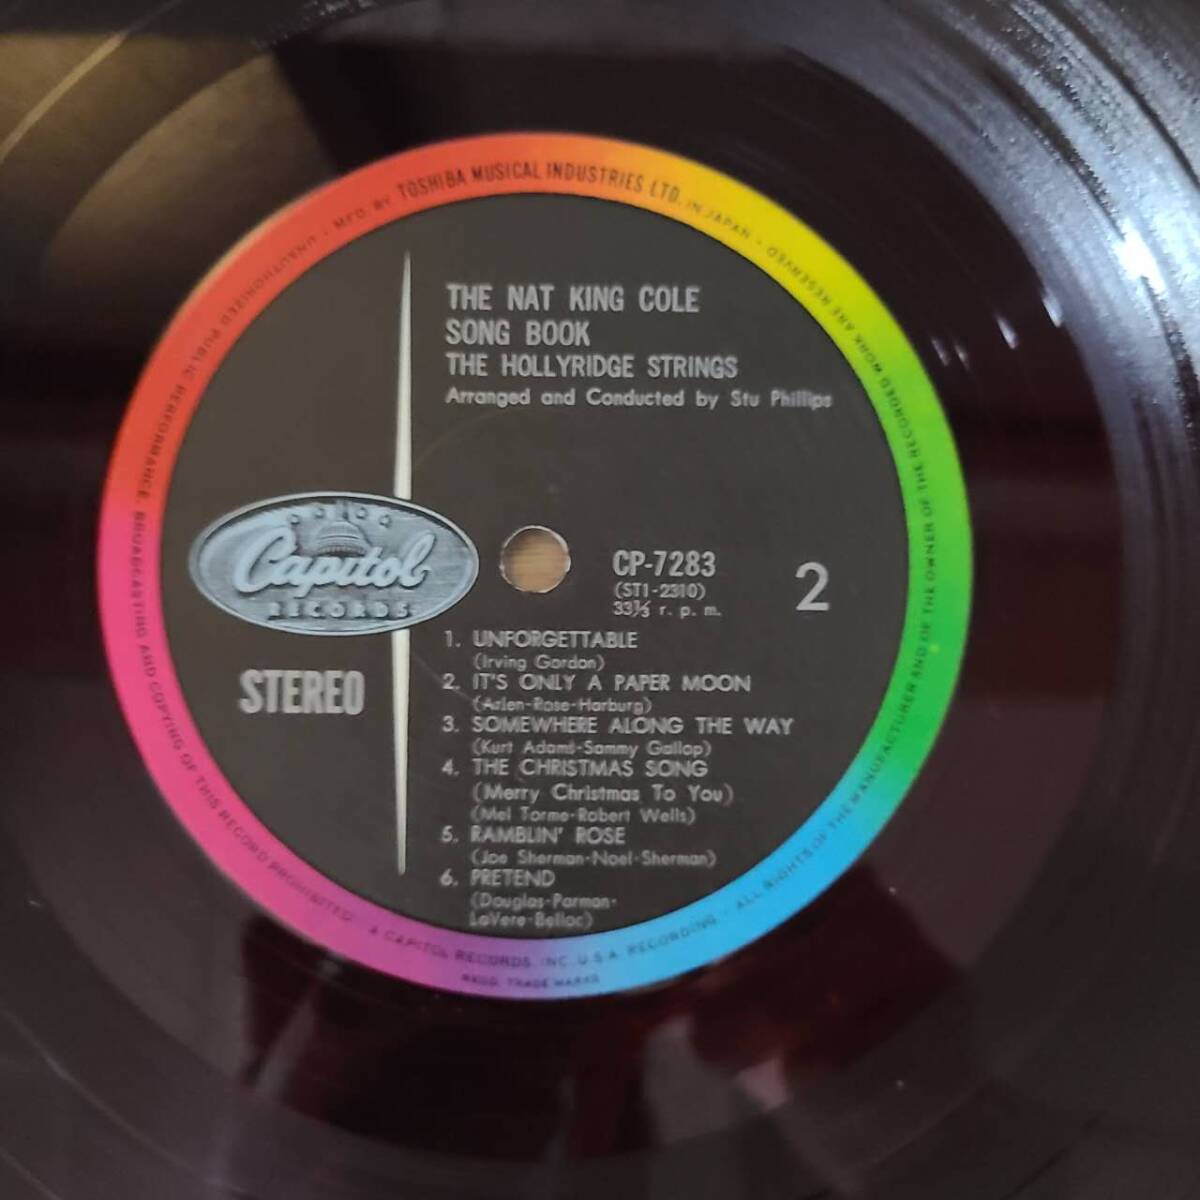 MFD. BY TOSHIBA MUSICAL INDUSTRIES LTD. IN JAPAN • ALL RIGHTS OF THE MANUFACTURER AND OF THE OWNER OF THE RECORDED WORK ARE RESERVED • UNAUTHORIZED PUBLIC PERFORMANCE, BROADCASTING AND COPYING OF THIS RECORD PROHIBITED •
A CAPITOL RECORDS, INC. U.S.A. RECORDING •
REGD. TRADE MARKS
THE NAT KING COLE
SONG BOOK
THE HOLLYRIDGE STRINGS
Arranged and Conducted by Stu Phillips
Capitol
RECORDS
STEREO
CP-7283
(ST1-2310)
33⅓ r. p. m.
2
1. UNFORGETTABLE
(Irving Gordon)
2. IT'S ONLY A PAPER MOON
(Arlen-Rose-Harburg)
3. SOMEWHERE ALONG THE WAY
(Kurt Adams-Sammy Gallop)
4. THE CHRISTMAS SONG
(Merry Christmas To You)
(Mel Torme-Robert Wells)
5. RAMBLIN' ROSE
(Joe Sherman-Noel-Sherman)
6. PRETEND
(Douglas-Parman-
LaVere-Belloc)